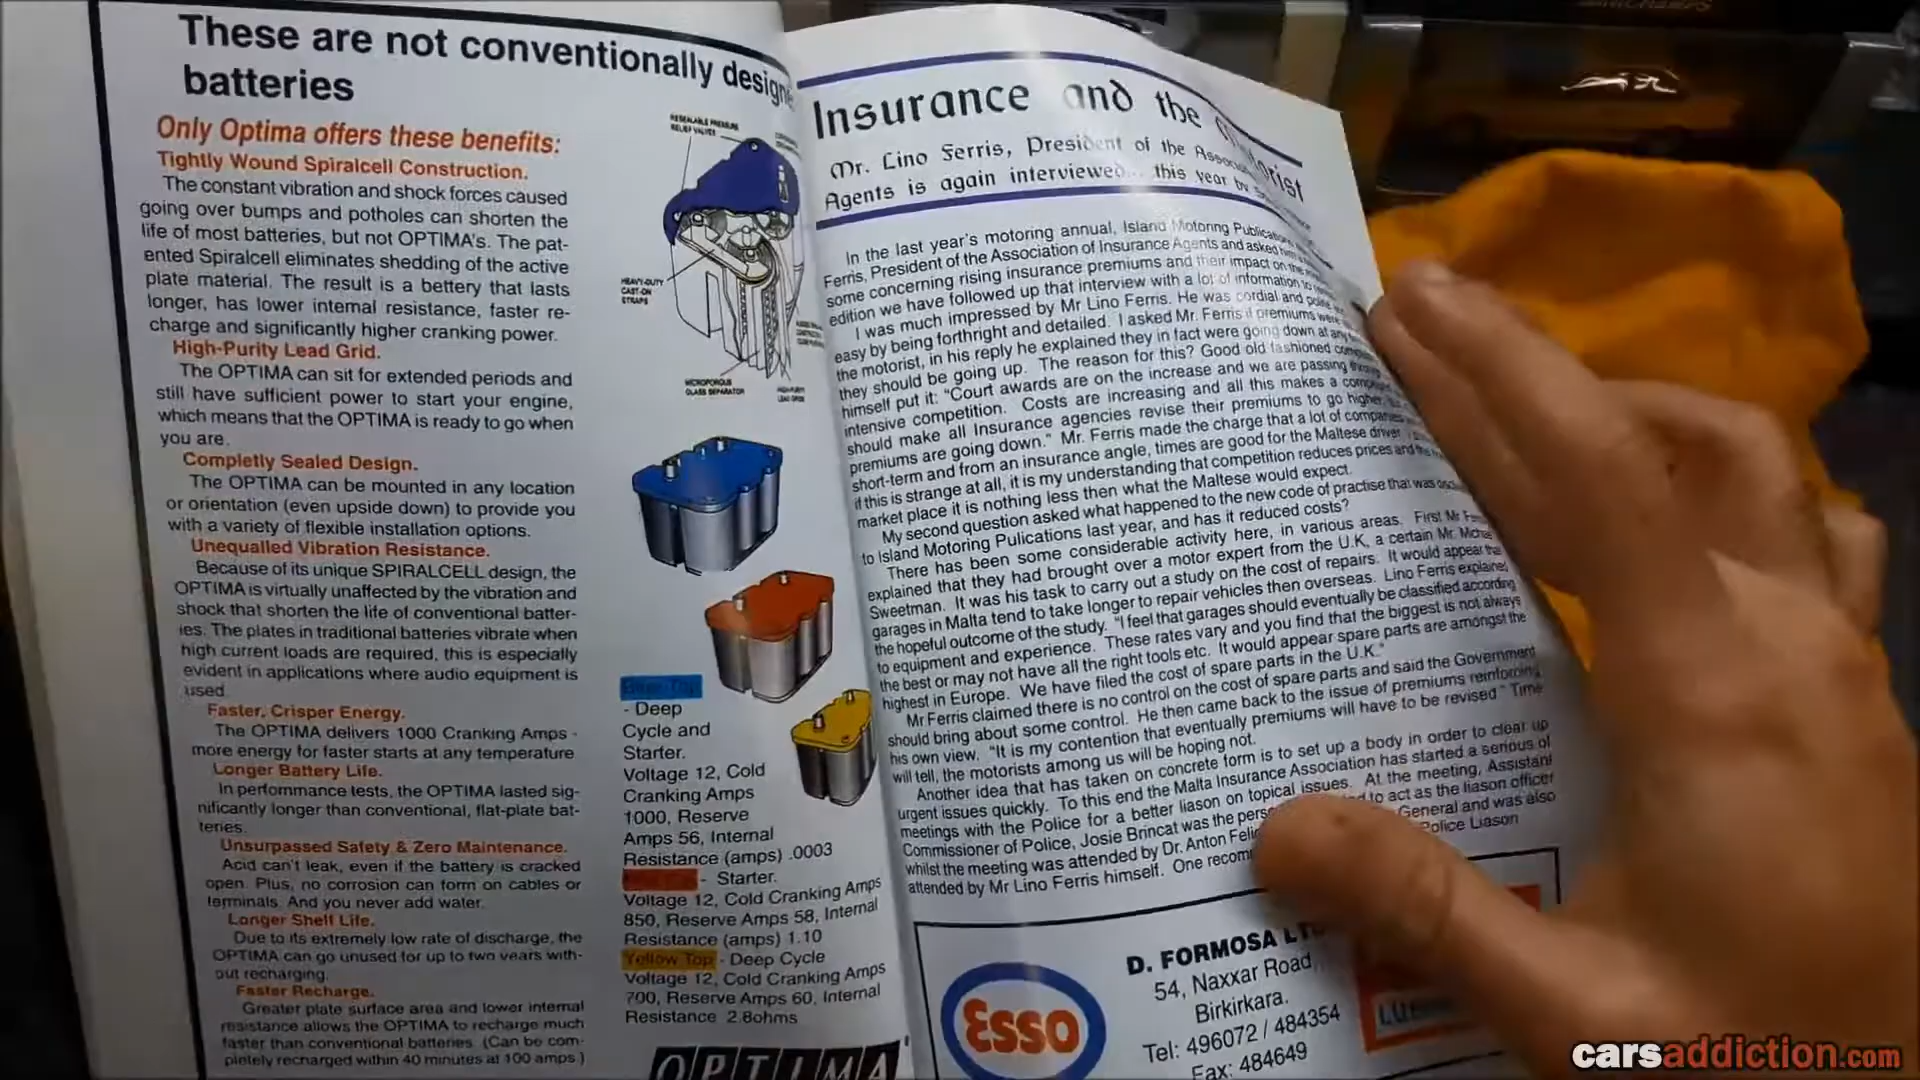 These are not conventionally
batteries
Only Optima offers these benefits:
Tightly Wound Spiralcell Construction.
The constant vibration and shock forces caused
going over bumps and potholes can shorten the
life of most batteries, but not OPTIMA's. The pat-
ented Spiralcell eliminates shedding of the active
plate material. The result is a bettery that lasts
longer, has lower internal resistance, faster re-
charge and significantly higher cranking power.
High-Purity Lead Grid.
The OPTIMA can sit for extended periods and
still have sufficient power to start your engine,
which means that the OPTIMA is ready to go when
you are.
Completly Sealed Design.
The OPTIMA can be mounted in any location
or orientation (even upside down) to provide you
with a variety of flexible installation options.
Unequalled Vibration Resistance.
Because of its unique SPIRALCELL design, the
OPTIMA is virtually unaffected by the vibration and
shock that shorten the life of conventional batter-
ies. The plates in traditional batteries vibrate when
high current loads are required, this is especially
evident in applications where audio equipment is
used.
Faster, Crisper Energy.
The OPTIMA delivers 1000 Cranking Amps -
more energy for faster starts at any temperature
Longer Battery Life.
In performance tests, the OPTIMA lasted sig-
nificantly longer than conventional, flat-plate bat-
teries.
Unsurpassed Safety & Zero Maintenance.
Acid can't leak, even if the battery is cracked
open. Plus, no corrosion can form on cables or
terminals. And you never add water.
Longer Shelf Life.
Due to its extremely low rate of discharge, the
OPTIMA can go unused for up to two years with-
out recharging.
Faster Recharge.
Greater plate surface area and lower internal
resistance allows the OPTIMA to recharge much
faster than conventional batteries. (Can be com-
pletely recharged within 40 minutes at 100 amps.)
RESEALABLE PRESSURE
RELIEF VALVES
HEAVY-DUTY
CAST-ON
STRAPS
MICROPOROUS
GLASS SEPARATOR
HIGH-PURITY
LEAD GRIDS
Blue Top
- Deep
Cycle and
Starter.
Voltage 12, Cold
Cranking Amps
1000, Reserve
Amps 56, Internal
Resistance (amps) .0003
- Starter.
Voltage 12, Cold Cranking Amps
850, Reserve Amps 58, Internal
Resistance (amps) 1.10
Yellow Top - Deep Cycle
Voltage 12, Cold Cranking Amps
700, Reserve Amps 60, Internal
Resistance 2.8ohms
OPTIMA
Insurance and the
Mr. Lino Ferris, President of the
Agents is again interviewed... this year by
In the last year's motoring annual, Island Motoring
Ferris, President of the Association of Insurance Agents and asked
some concerning rising insurance premiums and their impact on the
edition we have followed up that interview with a lot of information to
I was much impressed by Mr Lino Ferris. He was cordial and
easy by being forthright and detailed. I asked Mr. Ferris if premiums were
the motorist, in his reply he explained they in fact were going down at
they should be going up. The reason for this? Good old fashioned
himself put it: "Court awards are on the increase and we are passing
intensive competition. Costs are increasing and all this makes a
should make all Insurance agencies revise their premiums to go higher
premiums are going down." Mr. Ferris made the charge that a lot of
short-term and from an insurance angle, times are good for the Maltese driver
if this is strange at all, it is my understanding that competition reduces prices and
market place it is nothing less then what the Maltese would expect.
My second question asked what happened to the new code of practise that was
to Island Motoring Pulications last year, and has it reduced costs?
There has been some considerable activity here, in various areas. First Mr
explained that they had brought over a motor expert from the U.K, a certain Mr.
Sweetman. It was his task to carry out a study on the cost of repairs. It would appear
garages in Malta tend to take longer to repair vehicles then overseas. Lino Ferris explained
the hopeful outcome of the study. "I feel that garages should eventually be classified according
to equipment and experience. These rates vary and you find that the biggest is not always
the best or may not have all the right tools etc. It would appear spare parts are amongst the
highest in Europe. We have filed the cost of spare parts in the U.K."
Mr Ferris claimed there is no control on the cost of spare parts and said the Government
should bring about some control. He then came back to the issue of premiums reinforcing
his own view. "It is my contention that eventually premiums will have to be revised" Time
will tell, the motorists among us will be hoping not.
Another idea that has taken on concrete form is to set up a body in order to clear up
urgent issues quickly. To this end the Malta Insurance Association has started a serious of
meetings with the Police for a better liason on topical issues. At the meeting, Assistant
Commissioner of Police, Josie Brincat was the to act as the liason officer
whilst the meeting was attended by Dr. Anton General and was also
attended by Mr Lino Ferris himself. One Police Liason
Esso
D. FORMOSA
54, Naxxar Road
Birkirkara.
Tel: 496072 / 484354
Fax: 484649
carsaddiction.com